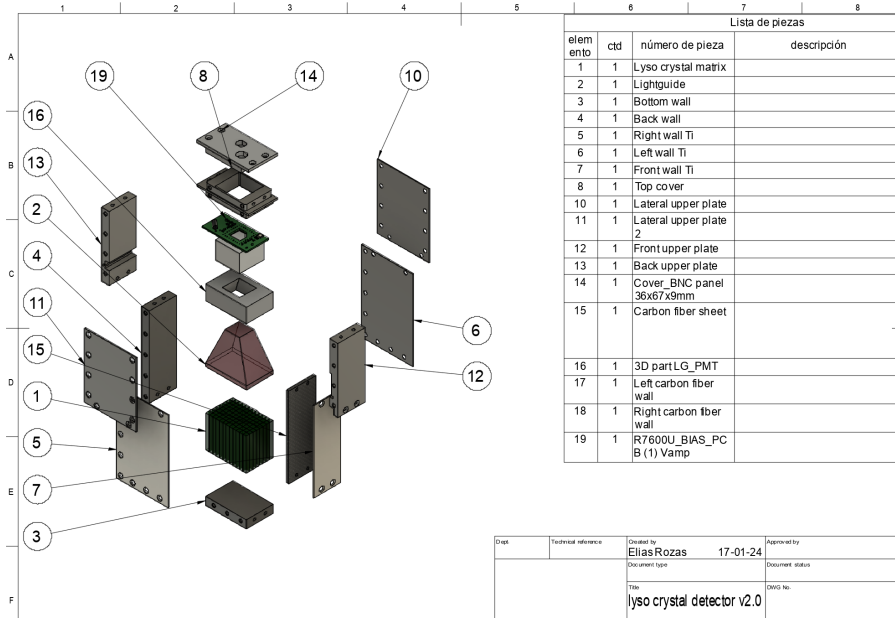 1 2 3 4 5 6 7 8
Lista de piezas
elem
ento ctd número de pieza descripción
1 1 Lyso crystal matrix
2 1 Lightguide
3 1 Bottom wall
4 1 Back wall
5 1 Right wall Ti
6 1 Left wall Ti
7 1 Front wall Ti
8 1 Top cover
10 1 Lateral upper plate
11 1 Lateral upper plate
2
12 1 Front upper plate
13 1 Back upper plate
14 1 Cover_BNC panel
36x67x9mm
15 1 Carbon fiber sheet
16 1 3D part LG_PMT
17 1 Left carbon fiber
wall
18 1 Right carbon fiber
wall
19 1 R7600U_BIAS_PC
B (1) Vamp
A
B
C
D
E
F
19 8 14 10
16
13
2
4
11
15
1
5
7
3
6
12
Dept. Technical reference Created by Approved by
Elias Rozas 17-01-24
Document type Document status
Title DWG No.
lyso crystal detector v2.0